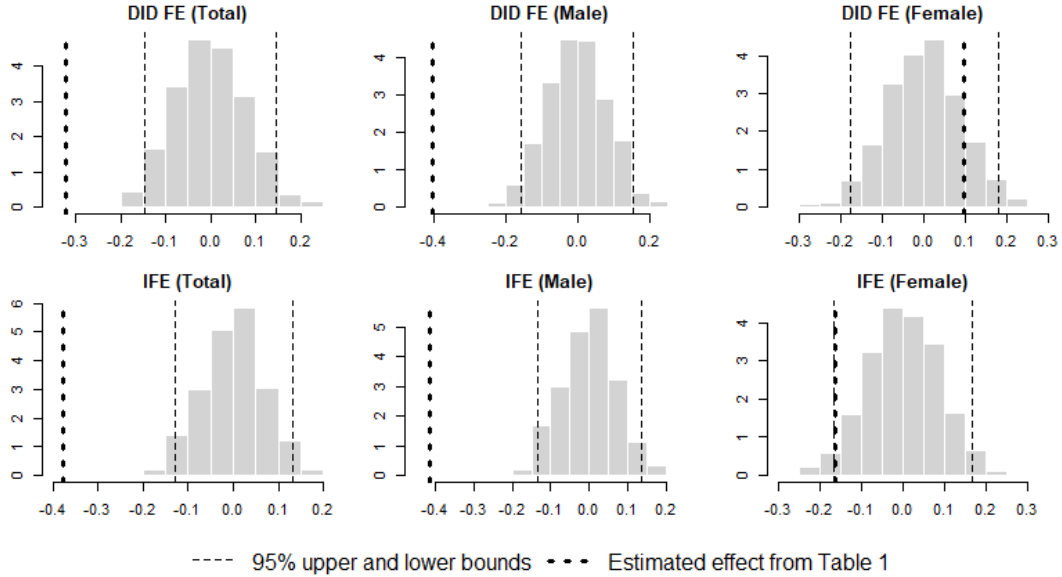 DID FE (Total)
DID FE (Male)
DID FE (Female)
0 1 2 3 4
0 1 2 3 4
0 1 2 3 4
-0.3 -0.2 -0.1 0.0 0.1 0.2
-0.4 -0.2 0.0 0.2
-0.3 -0.2 -0.1 0.0 0.1 0.2 0.3
IFE (Total)
IFE (Male)
IFE (Female)
0 1 2 3 4 5 6
0 1 2 3 4 5
0 1 2 3 4
-0.4 -0.3 -0.2 -0.1 0.0 0.1 0.2
-0.4 -0.3 -0.2 -0.1 0.0 0.1 0.2
-0.3 -0.2 -0.1 0.0 0.1 0.2 0.3
95% upper and lower bounds
Estimated effect from Table 1